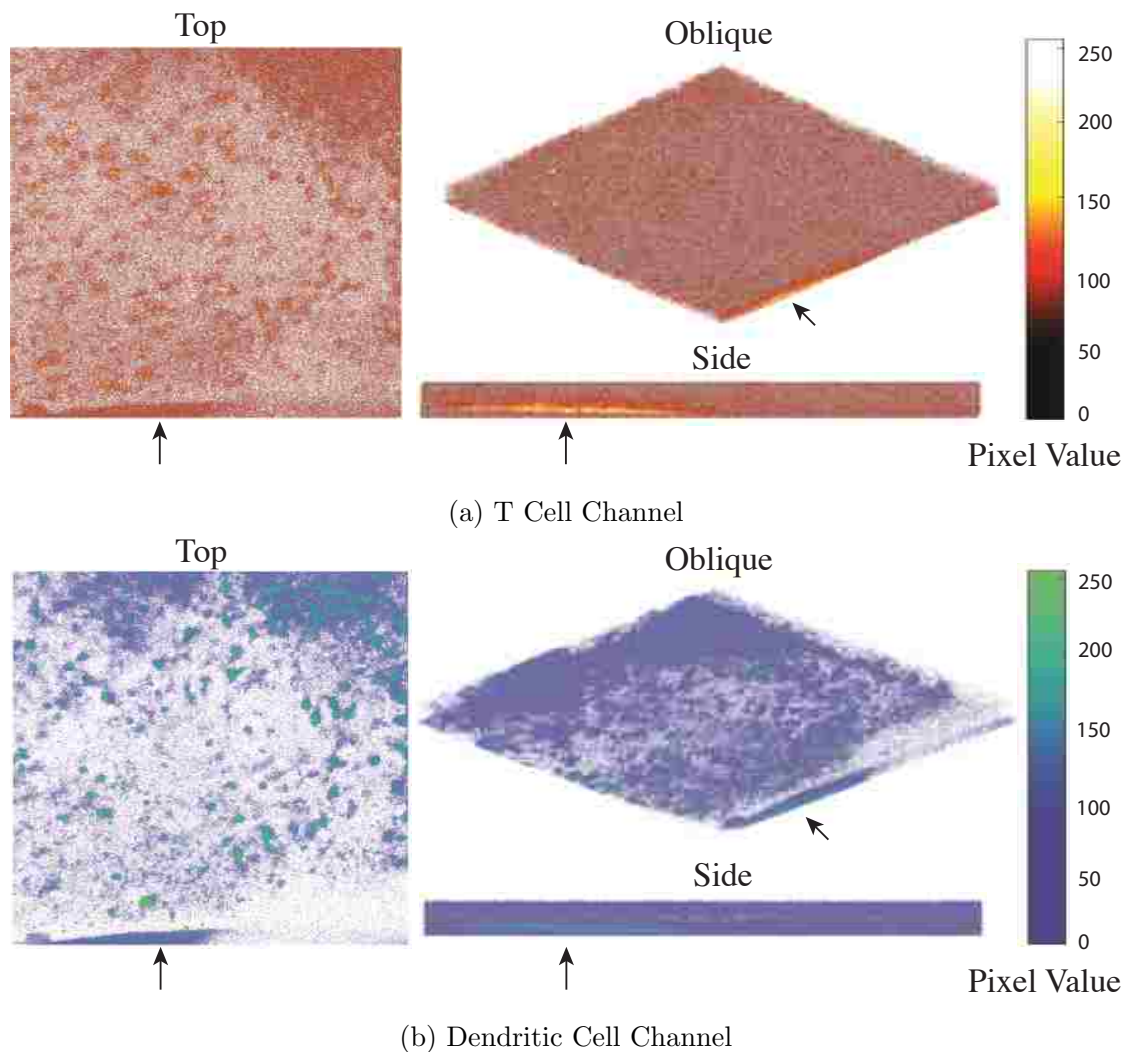 Top
Oblique
250
200
150
100
50
0
Side
Pixel Value
(a) T Cell Channel
Top
Oblique
250
200
150
100
50
0
Side
Pixel Value
(b) Dendritic Cell Channel